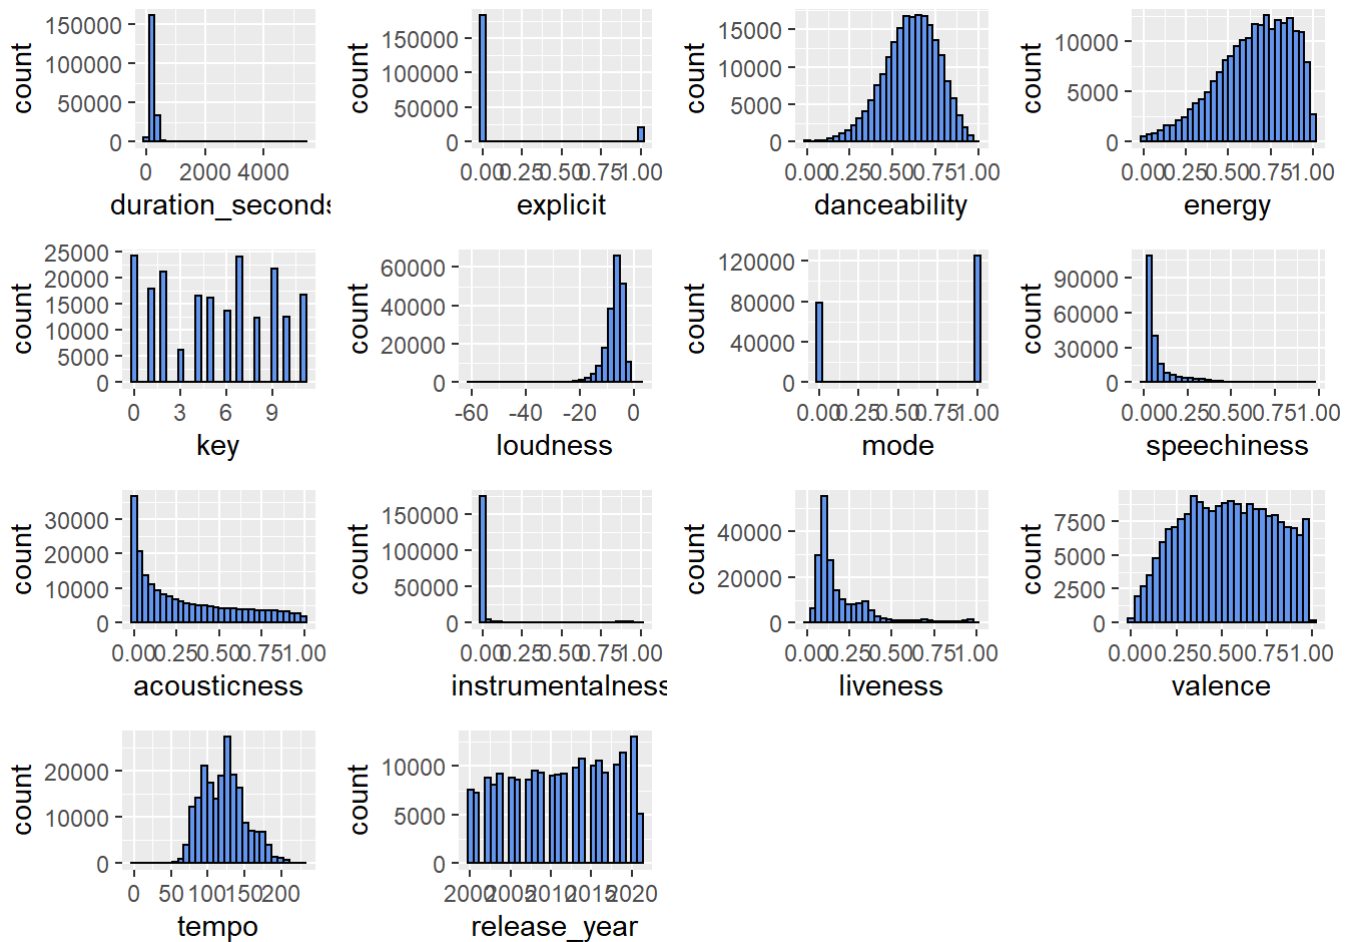 150000
100000
50000
0
count
0 2000 4000
duration_seconds
150000
100000
50000
0
count
0.00 0.25 0.50 0.75 1.00
explicit
15000
10000
5000
0
count
0.00 0.25 0.50 0.75 1.00
danceability
10000
5000
0
count
0.00 0.25 0.50 0.75 1.00
energy
25000
20000
15000
10000
5000
0
count
0 3 6 9
key
60000
40000
20000
0
count
-60 -40 -20 0
loudness
120000
80000
40000
0
count
0.00 0.25 0.50 0.75 1.00
mode
90000
60000
30000
0
count
0.00 0.25 0.50 0.75 1.00
speechiness
30000
20000
10000
0
count
0.00 0.25 0.50 0.75 1.00
acousticness
150000
100000
50000
0
count
0.00 0.25 0.50 0.75 1.00
instrumentalness
40000
20000
0
count
0.00 0.25 0.50 0.75 1.00
liveness
7500
5000
2500
0
count
0.00 0.25 0.50 0.75 1.00
valence
20000
10000
0
count
0 50 100 150 200
tempo
10000
5000
0
count
2000 2005 2010 2015 2020
release_year